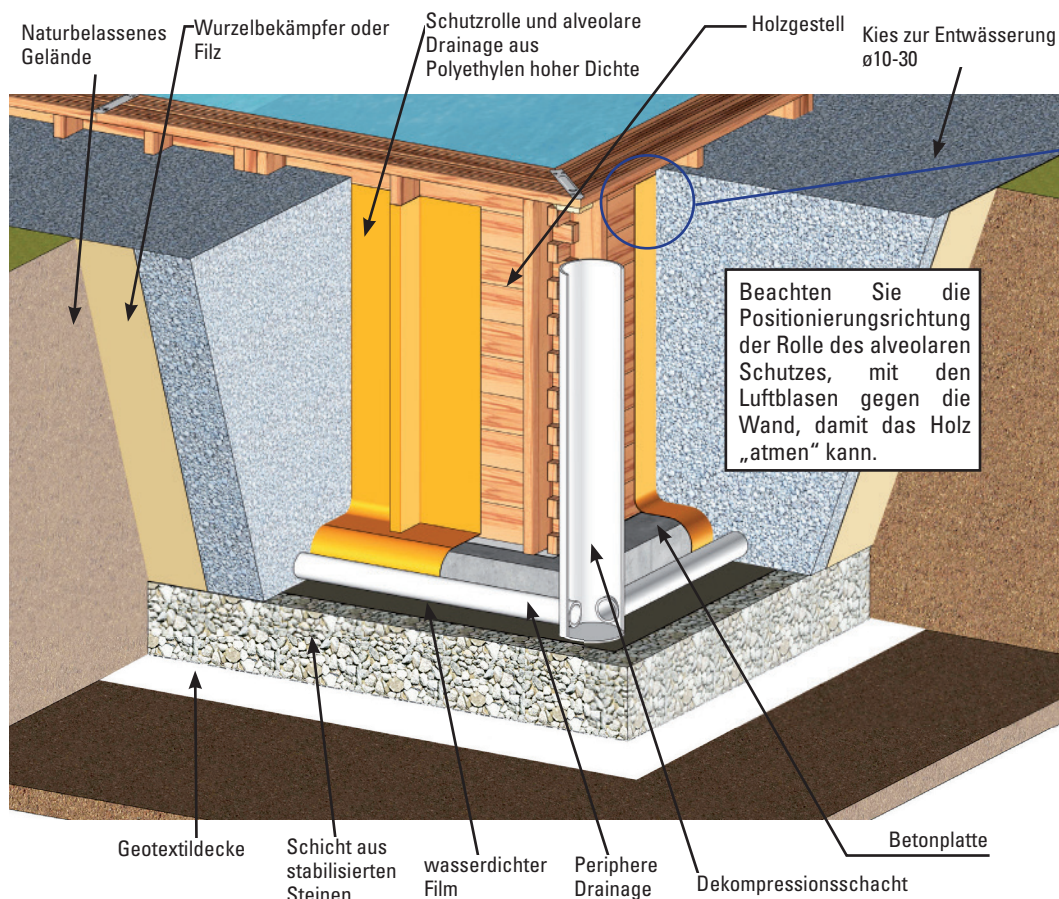 Naturbelassenes
Gelände
Wurzelbekämpfer oder
Filz
Schutzrolle und alveolare
Drainage aus
Polyethylen hoher Dichte
Holzgestell
Kies zur Entwässerung
ø10-30
Beachten Sie die
Positionierungsrichtung
der Rolle des alveolaren
Schutzes, mit den
Luftblasen gegen die
Wand, damit das Holz
„atmen“ kann.
Geotextildecke
Schicht aus
stabilisierten
Steinen
wasserdichter
Film
Periphere
Drainage
Dekompressionsschacht
Betonplatte